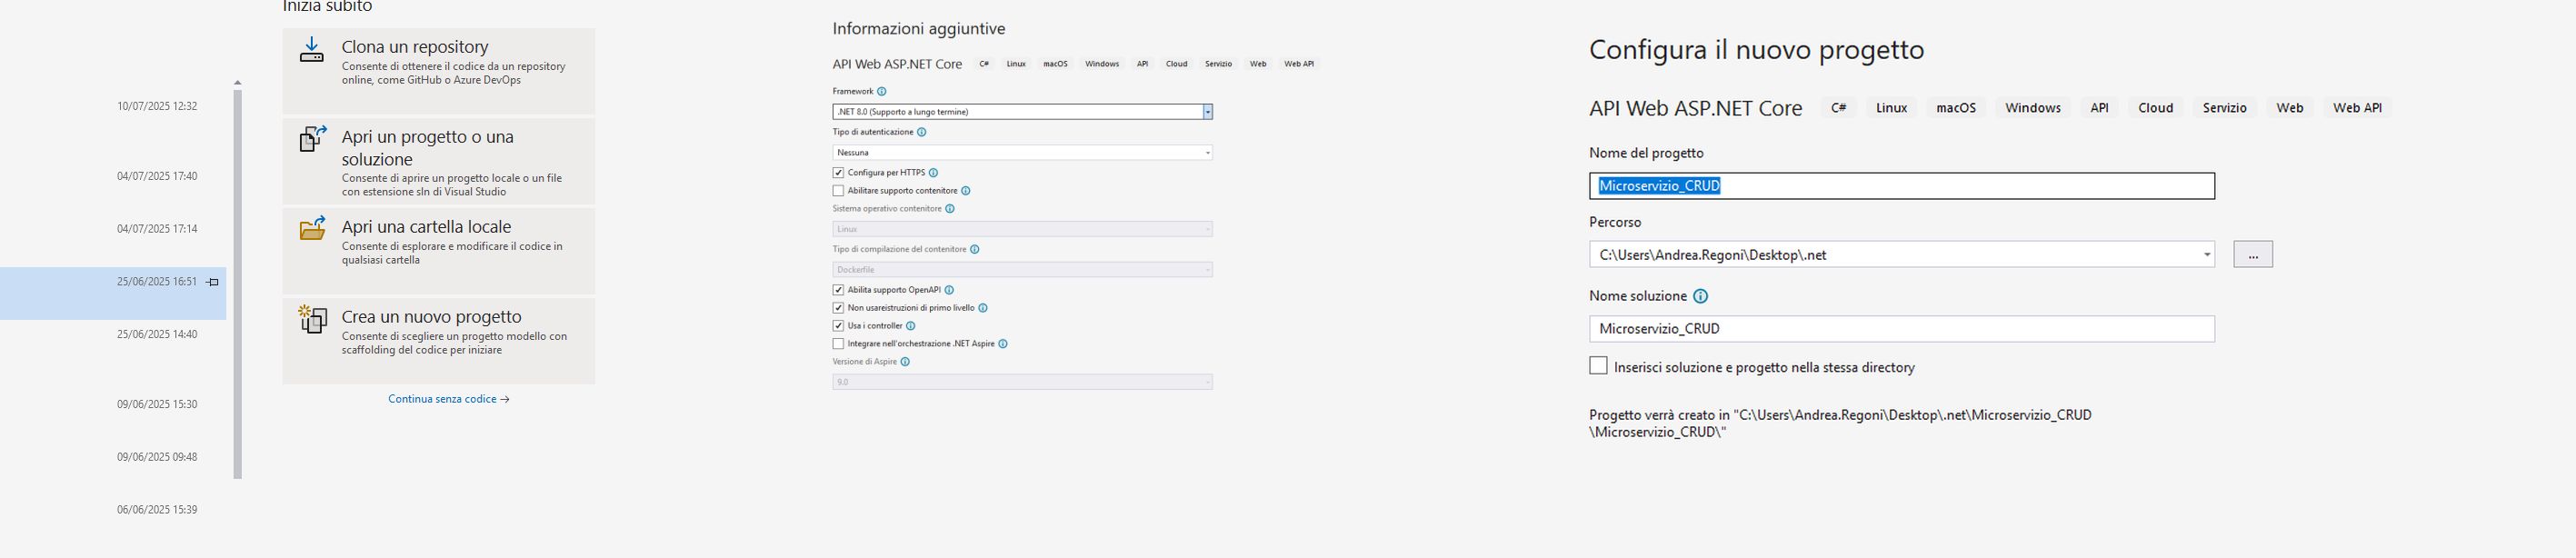 Inizia subito
10/07/2025 12:32
04/07/2025 17:40
04/07/2025 17:14
25/06/2025 16:51
25/06/2025 14:40
09/06/2025 15:30
09/06/2025 09:48
06/06/2025 15:39
Clona un repository
Consente di ottenere il codice da un repository
online, come GitHub o Azure DevOps
Apri un progetto o una
soluzione
Consente di aprire un progetto locale o un file
con estensione sln di Visual Studio
Apri una cartella locale
Consente di esplorare e modificare il codice in
qualsiasi cartella
Crea un nuovo progetto
Consente di scegliere un progetto modello con
scaffolding del codice per iniziare
Continua senza codice →
Informazioni aggiuntive
API Web ASP.NET Core C# Linux macOS Windows API Cloud Servizio Web Web API
Framework
.NET 8.0 (Supporto a lungo termine)
Tipo di autenticazione
Nessuna
Configura per HTTPS
Abilitare supporto contenitore
Sistema operativo contenitore
Linux
Tipo di compilazione del contenitore
Dockerfile
Abilita supporto OpenAPI
Non usareistruzioni di primo livello
Usa i controller
Integrare nell'orchestrazione .NET Aspire
Versione di Aspire
9.0
Configura il nuovo progetto
API Web ASP.NET Core C# Linux macOS Windows API Cloud Servizio Web Web API
Nome del progetto
Microservizio_CRUD
Percorso
C:\Users\Andrea.Regoni\Desktop\.net
...
Nome soluzione
Microservizio_CRUD
Inserisci soluzione e progetto nella stessa directory
Progetto verrà creato in "C:\Users\Andrea.Regoni\Desktop\.net\Microservizio_CRUD
\Microservizio_CRUD\"